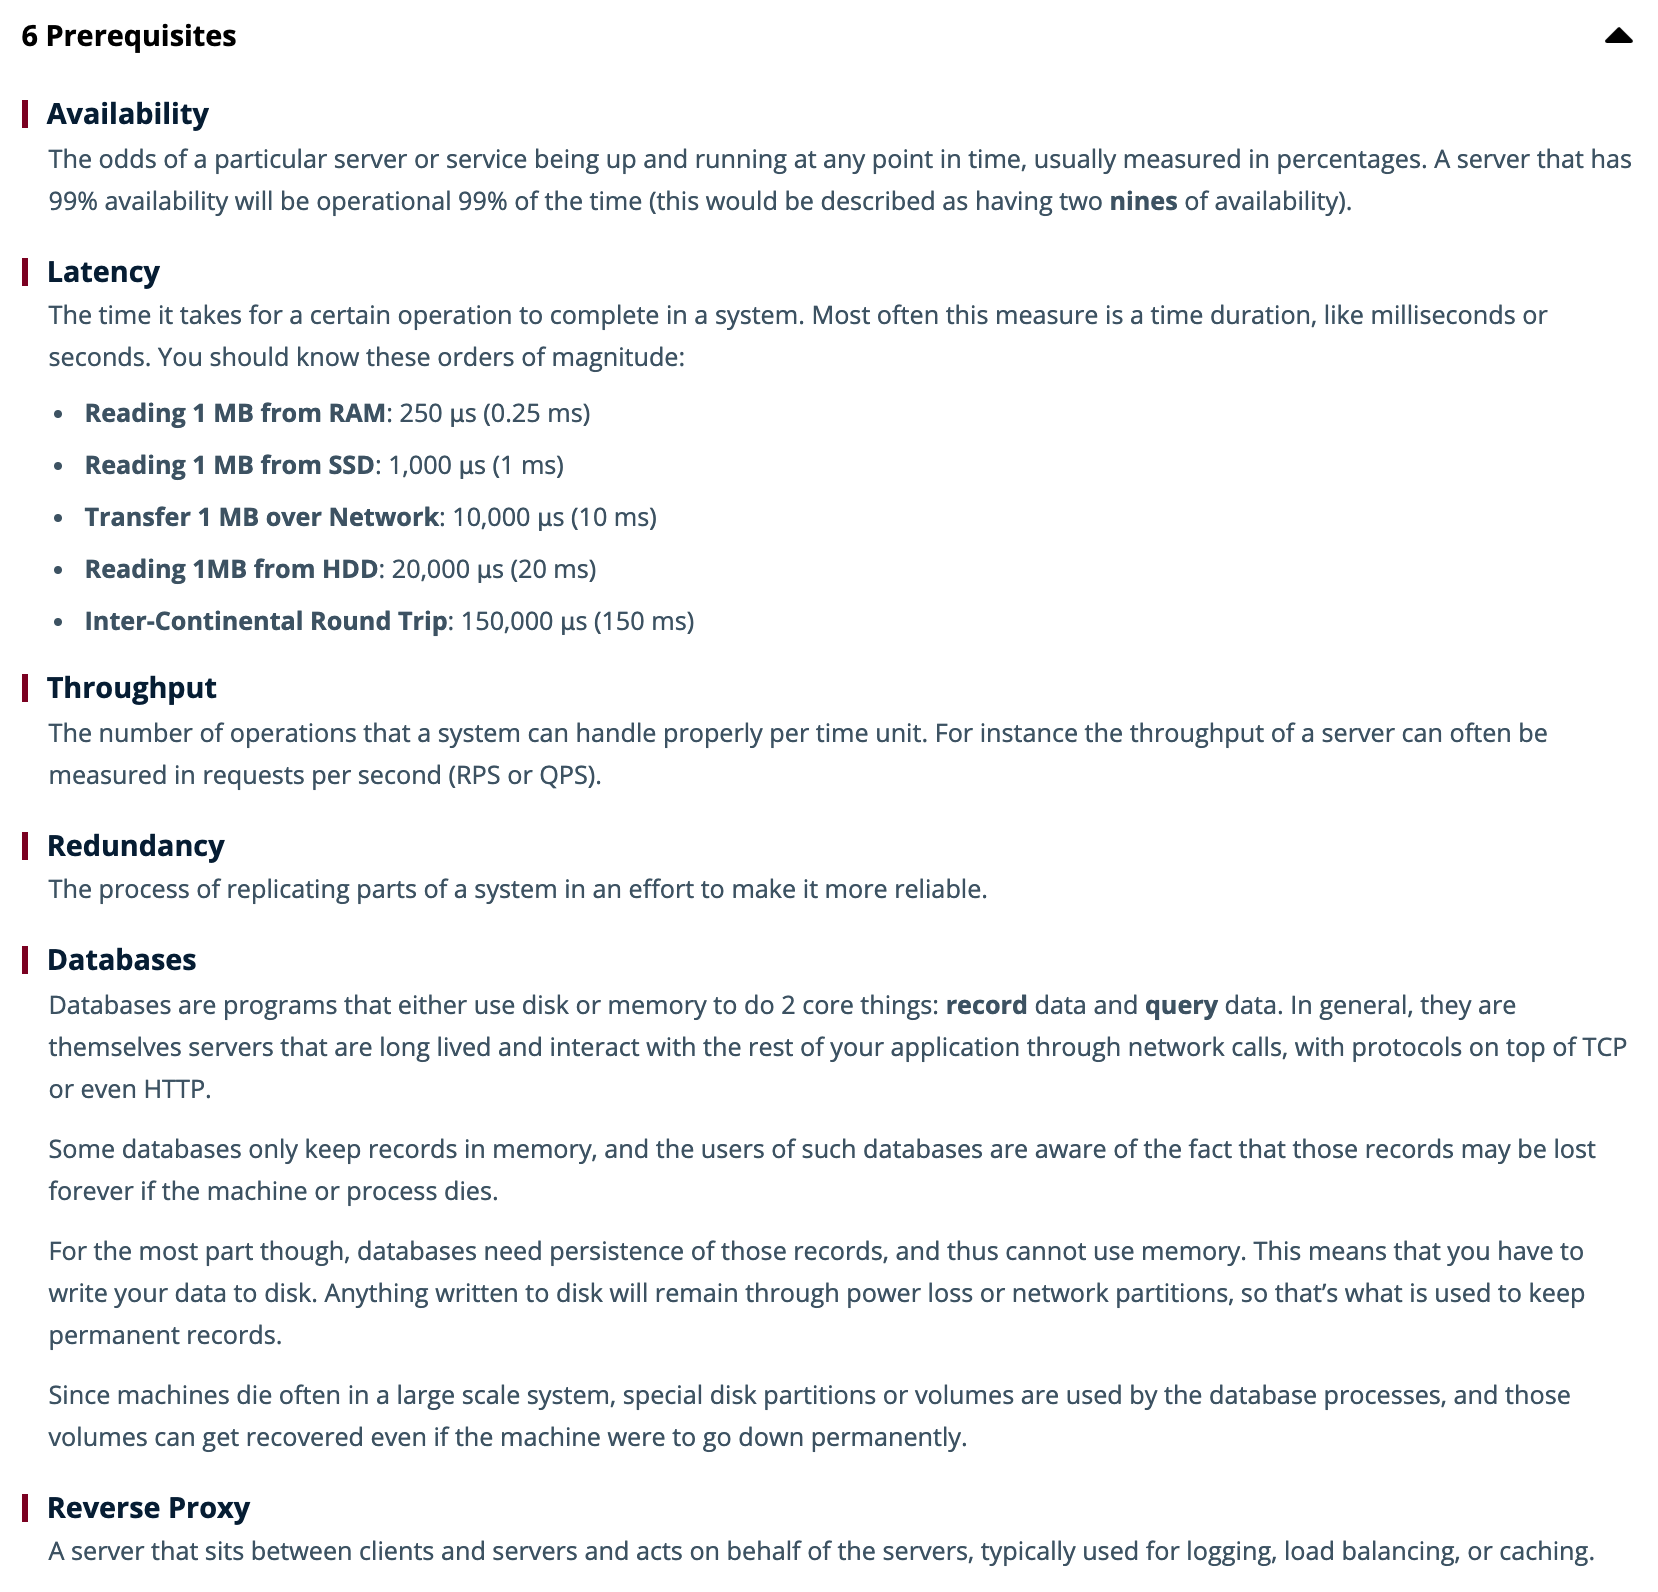 6 Prerequisites
Availability
The odds of a particular server or service being up and running at any point in time, usually measured in percentages. A server that has
99% availability will be operational 99% of the time (this would be described as having two nines of availability).
Latency
The time it takes for a certain operation to complete in a system. Most often this measure is a time duration, like milliseconds or
seconds. You should know these orders of magnitude:
• Reading 1 MB from RAM: 250 μs (0.25 ms)
• Reading 1 MB from SSD: 1,000 μs (1 ms)
• Transfer 1 MB over Network: 10,000 μs (10 ms)
• Reading 1MB from HDD: 20,000 μs (20 ms)
• Inter-Continental Round Trip: 150,000 μs (150 ms)
Throughput
The number of operations that a system can handle properly per time unit. For instance the throughput of a server can often be
measured in requests per second (RPS or QPS).
Redundancy
The process of replicating parts of a system in an effort to make it more reliable.
Databases
Databases are programs that either use disk or memory to do 2 core things: record data and query data. In general, they are
themselves servers that are long lived and interact with the rest of your application through network calls, with protocols on top of TCP
or even HTTP.
Some databases only keep records in memory, and the users of such databases are aware of the fact that those records may be lost
forever if the machine or process dies.
For the most part though, databases need persistence of those records, and thus cannot use memory. This means that you have to
write your data to disk. Anything written to disk will remain through power loss or network partitions, so that’s what is used to keep
permanent records.
Since machines die often in a large scale system, special disk partitions or volumes are used by the database processes, and those
volumes can get recovered even if the machine were to go down permanently.
Reverse Proxy
A server that sits between clients and servers and acts on behalf of the servers, typically used for logging, load balancing, or caching.